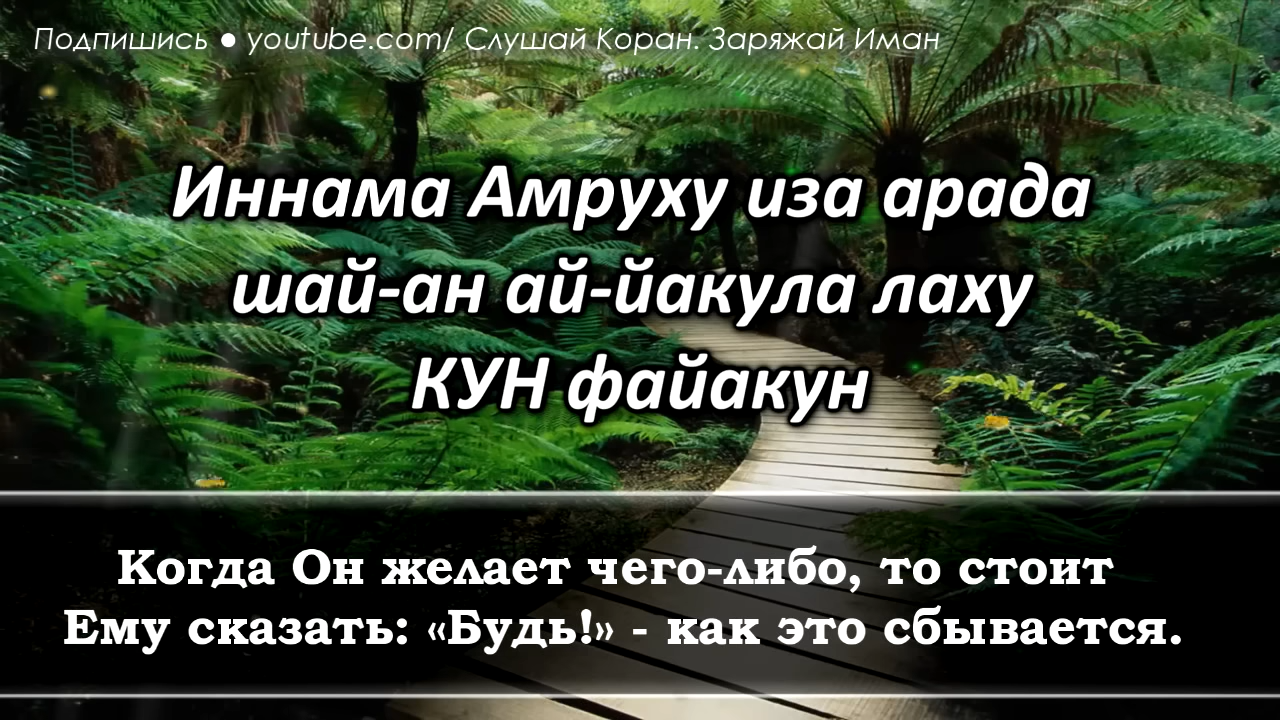 Подпишись ● youtube.com/ Слушай Коран. Заряжай Иман
Иннама Амруху иза арада
шай-ан ай-йакула лаху
КУН файакун
Когда Он желает чего-либо, то стоит
Ему сказать: «Будь!» - как это сбывается.